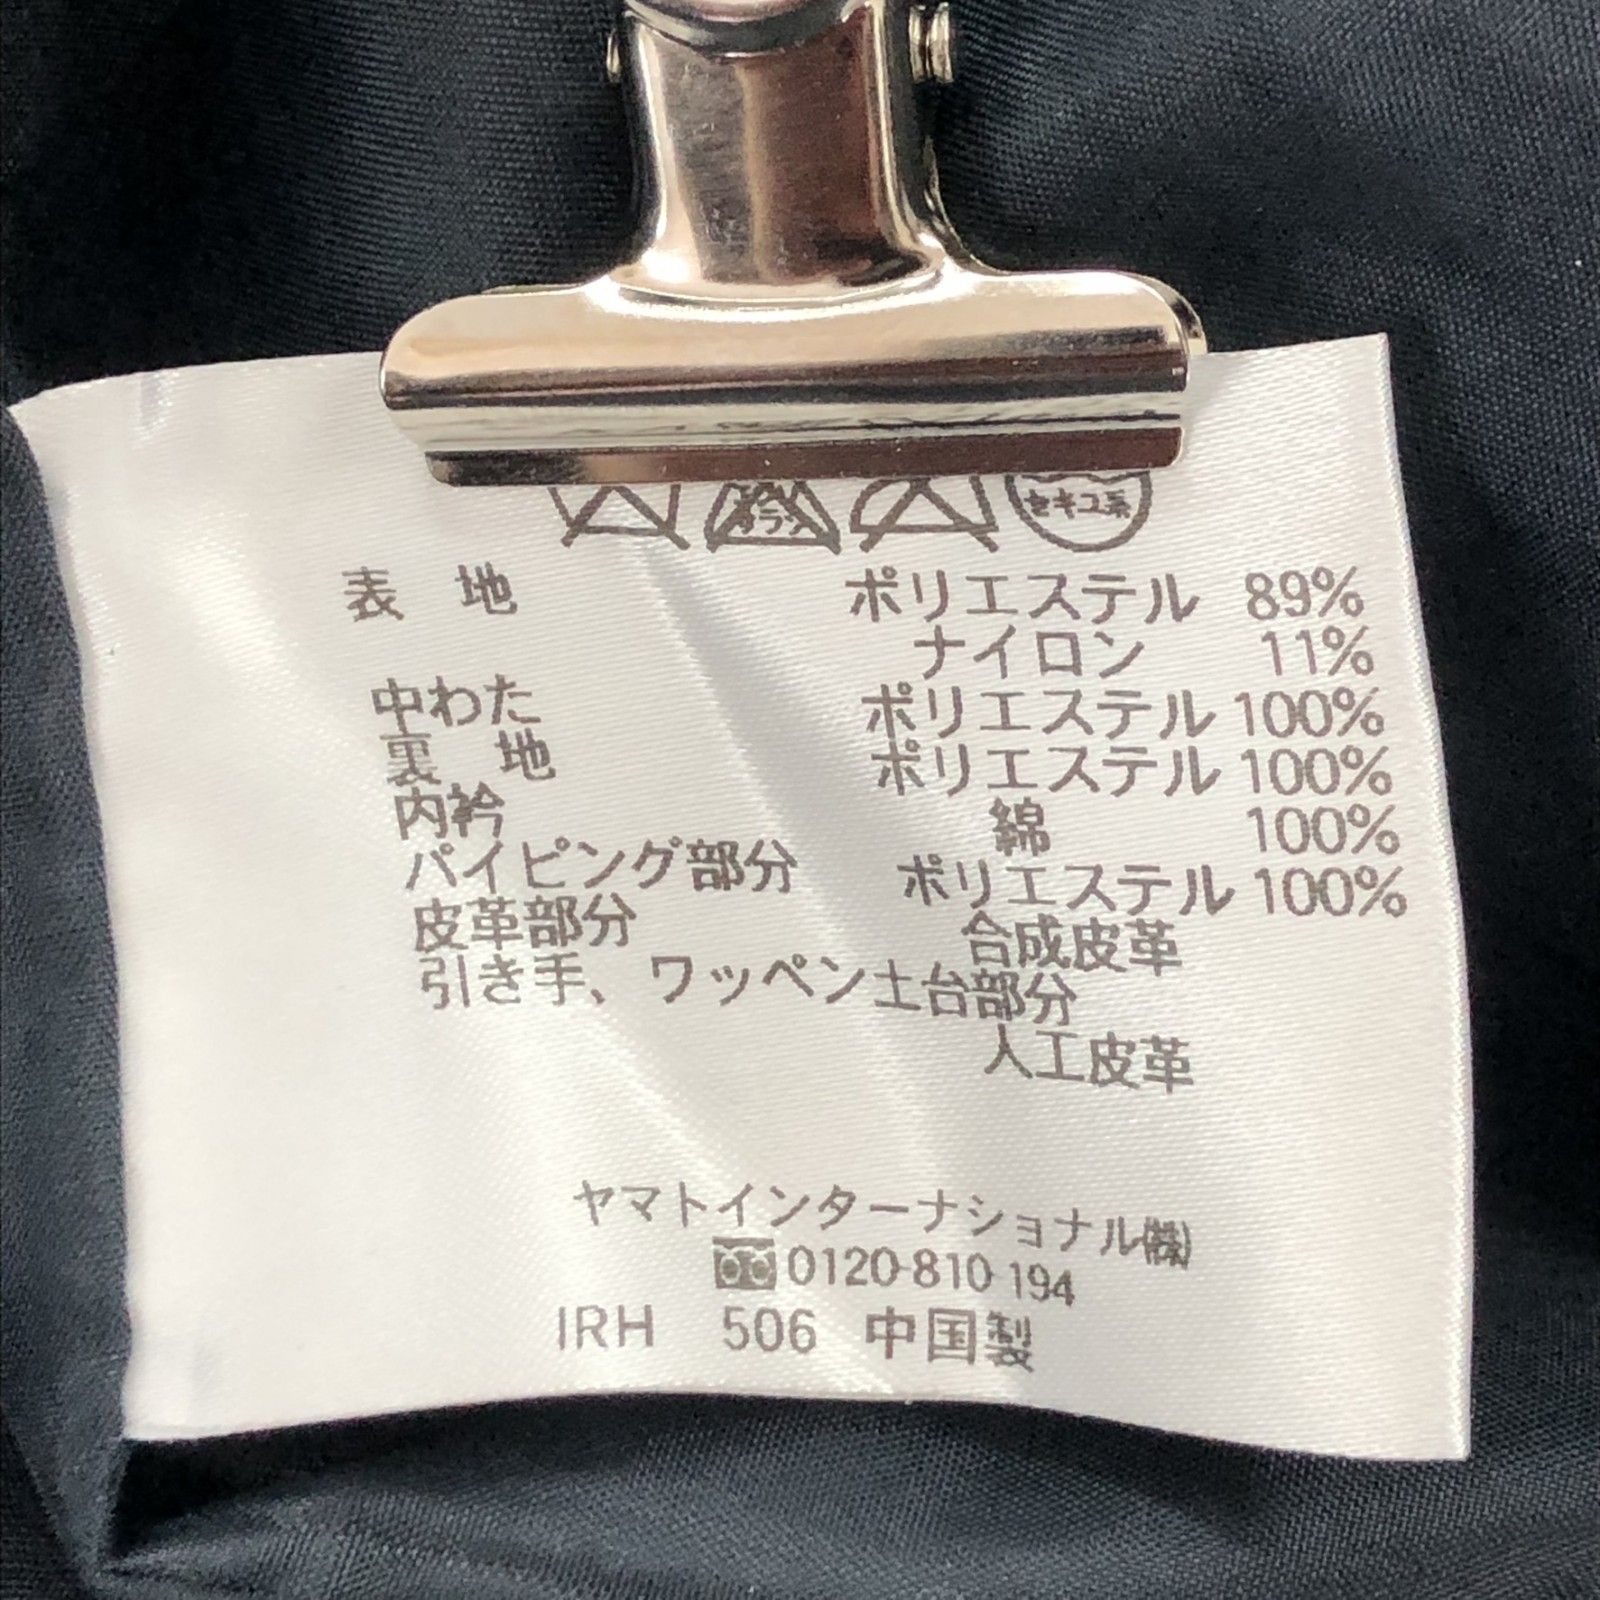 セキユ系
表 地 ポリエステル 89%
ナイロン 11%
中わた ポリエステル 100%
裏 地 ポリエステル 100%
内衿 綿 100%
パイピング部分 ポリエステル 100%
皮革部分 合成皮革
引き手、ワッペン土台部分
人工皮革
ヤマトインターナショナル㈱
0120-810-194
IRH 506 中国製